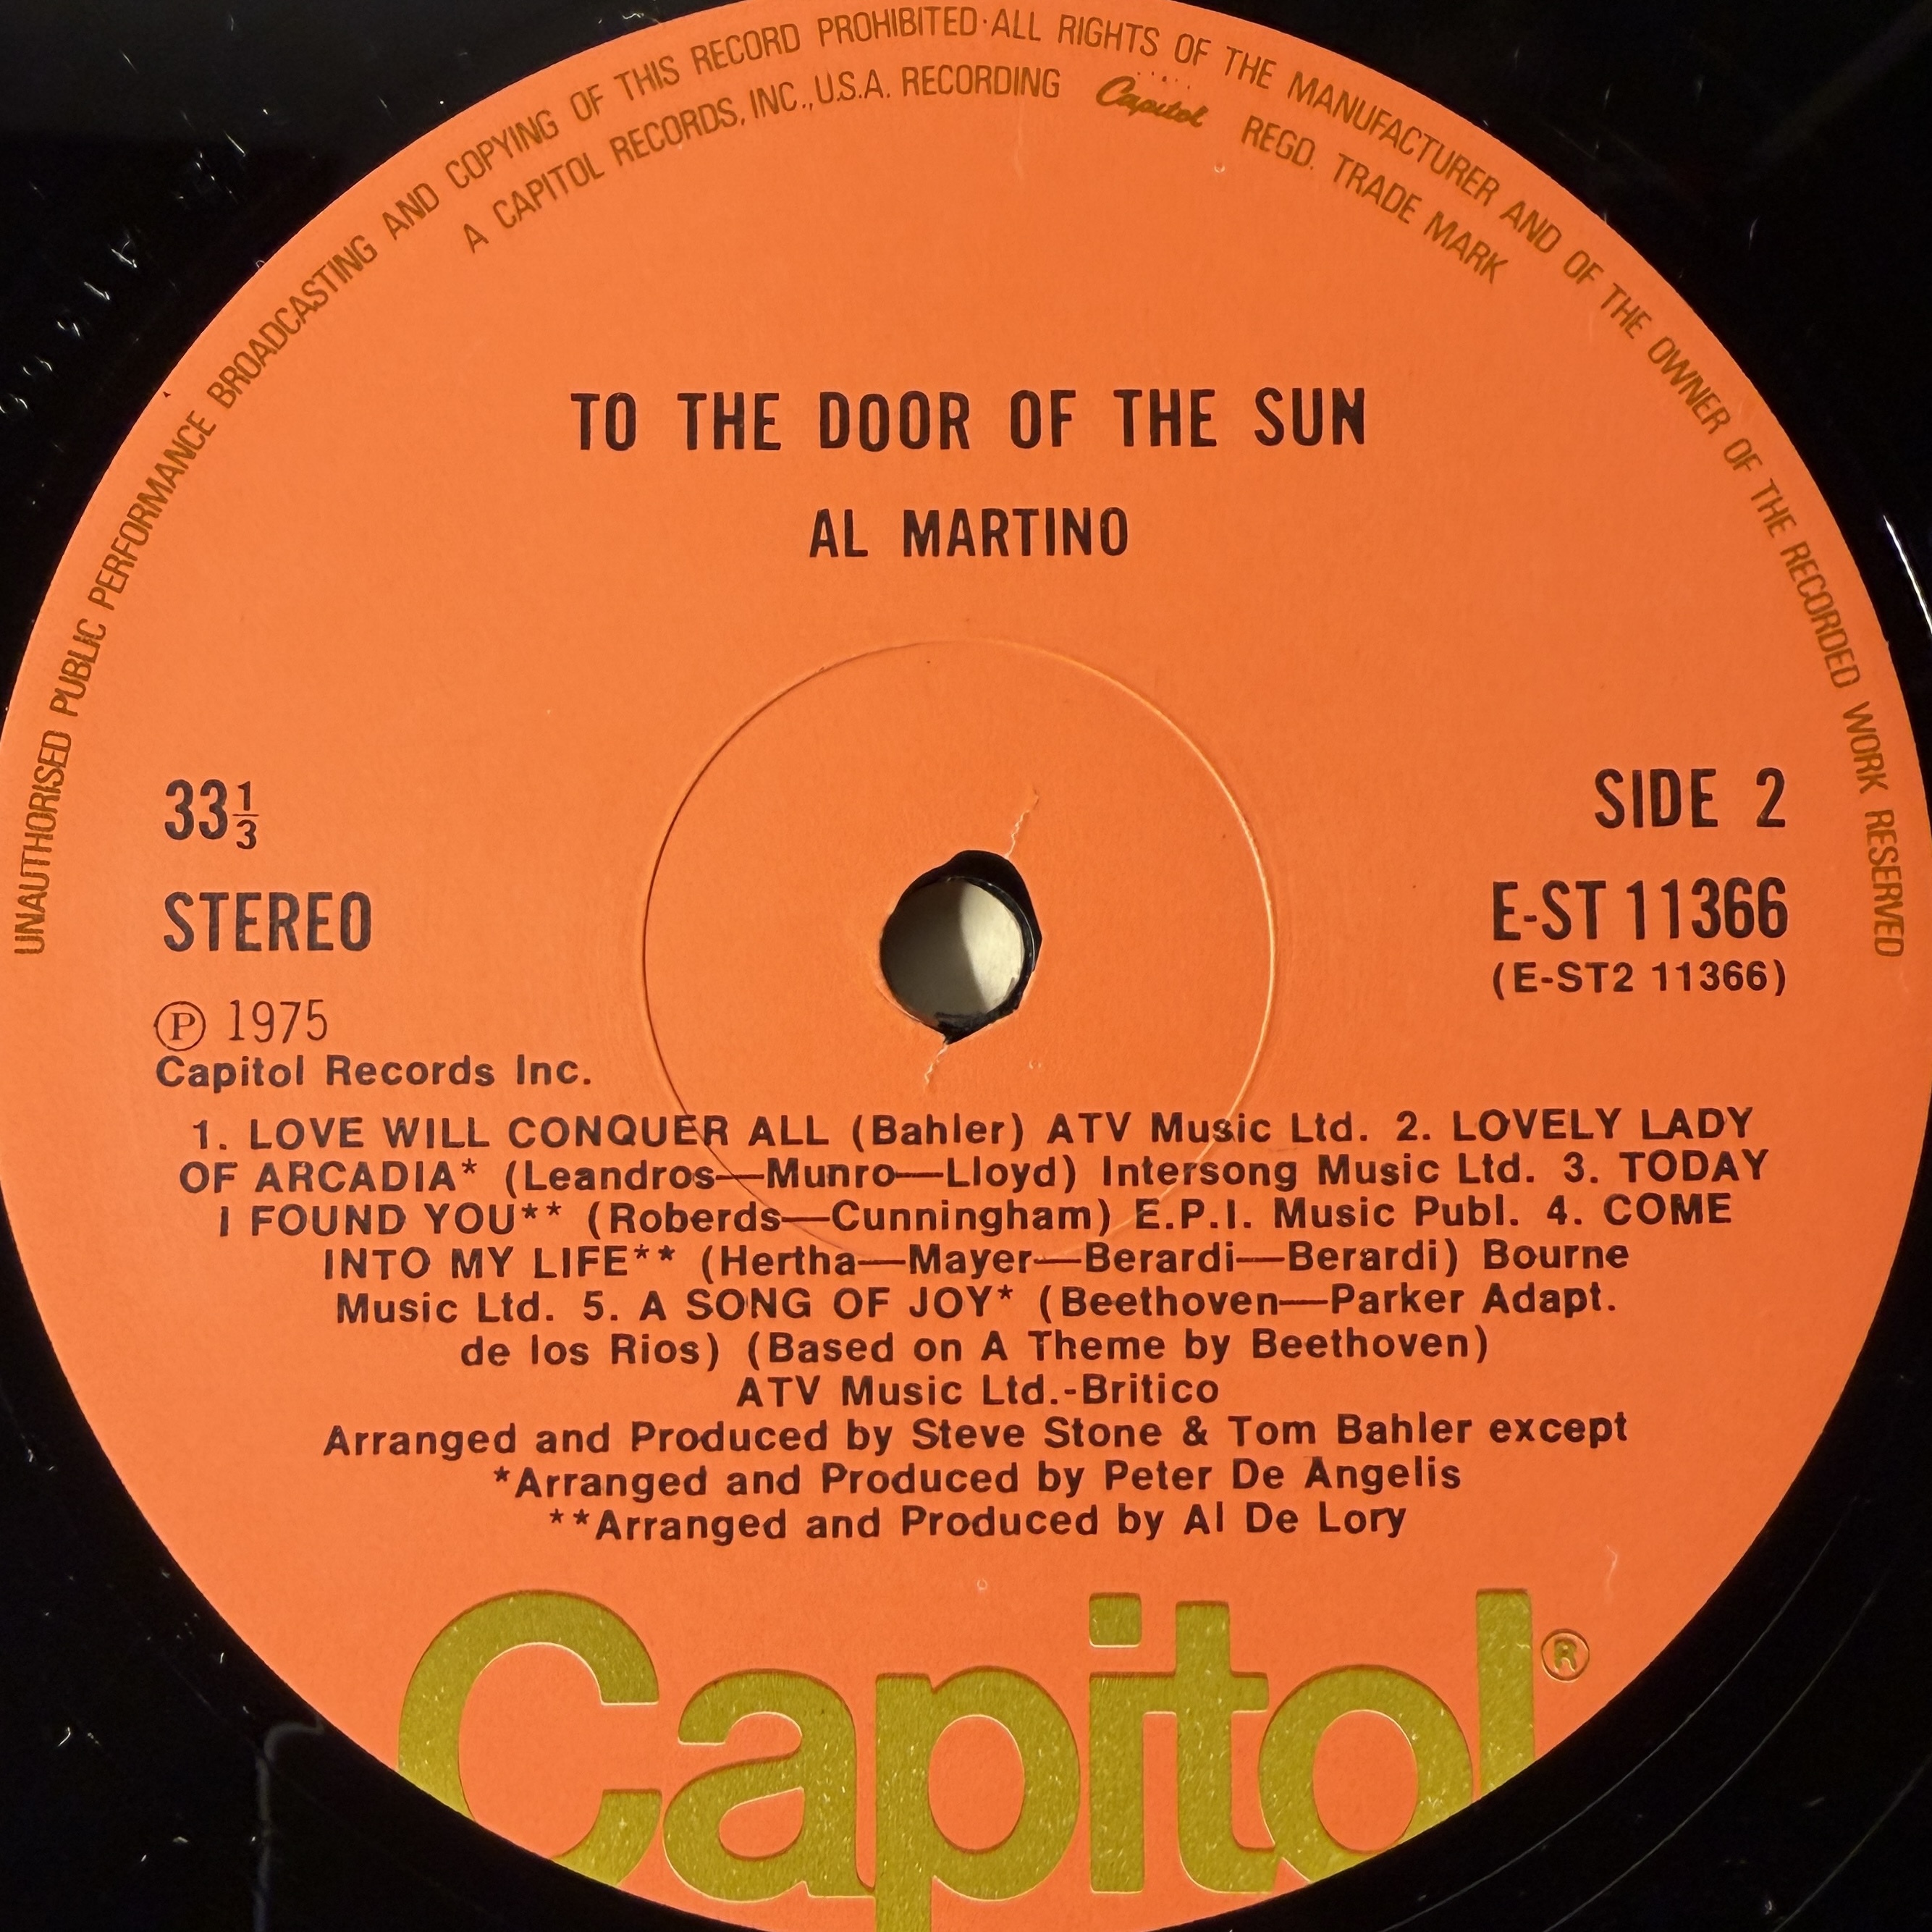 UNAUTHORISED PUBLIC PERFORMANCE BROADCASTING AND COPYING OF THIS RECORD PROHIBITED·ALL RIGHTS OF THE MANUFACTURER AND OF THE OWNER OF THE RECORDED WORK RESERVED
A CAPITOL RECORDS, INC., U.S.A. RECORDING Capitol REGD. TRADE MARK
TO THE DOOR OF THE SUN
AL MARTINO
33⅓
STEREO
℗ 1975
Capitol Records Inc.
SIDE 2
E-ST 11366
(E-ST2 11366)
1. LOVE WILL CONQUER ALL (Bahler) ATV Music Ltd. 2. LOVELY LADY
OF ARCADIA* (Leandros—Munro—Lloyd) Intersong Music Ltd. 3. TODAY
I FOUND YOU** (Roberds—Cunningham) E.P.I. Music Publ. 4. COME
INTO MY LIFE** (Hertha—Mayer—Berardi—Berardi) Bourne
Music Ltd. 5. A SONG OF JOY* (Beethoven—Parker Adapt.
de los Rios) (Based on A Theme by Beethoven)
ATV Music Ltd.-Britico
Arranged and Produced by Steve Stone & Tom Bahler except
*Arranged and Produced by Peter De Angelis
**Arranged and Produced by Al De Lory
Capitol®